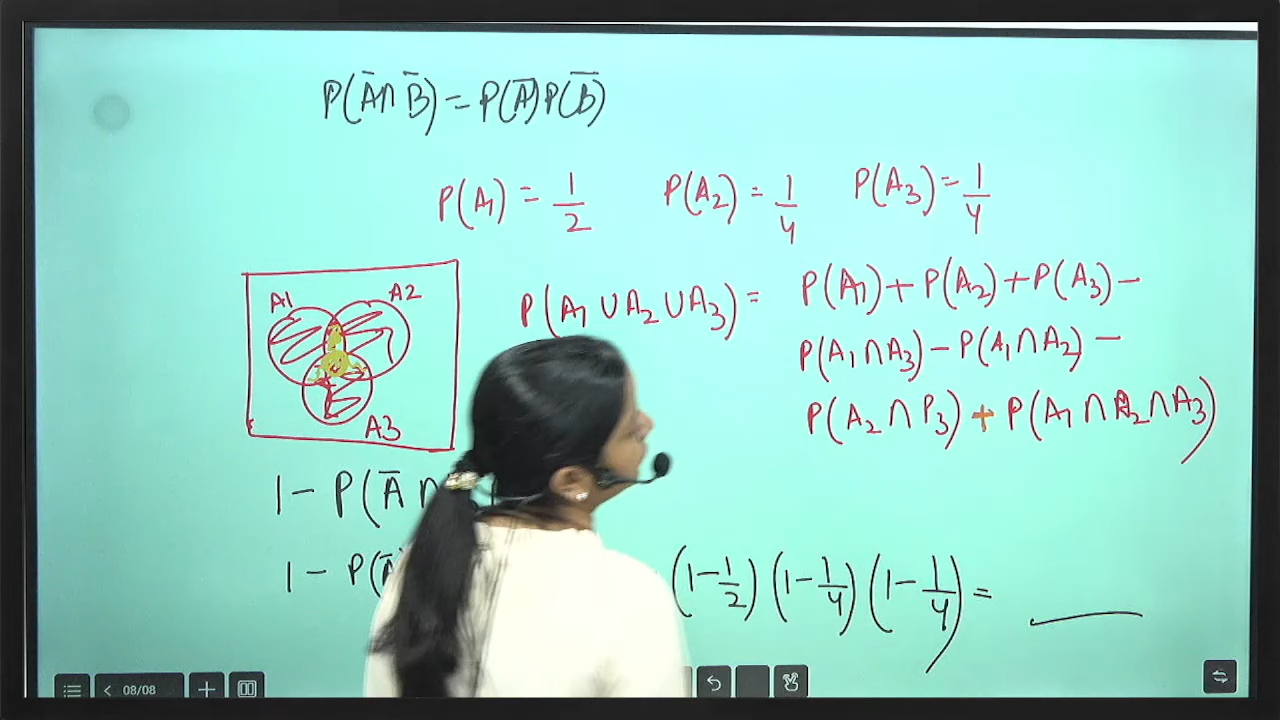 P(A̅∩B̅) = P(A̅)P(B̅)
P(A₁) = 1/2 P(A₂) = 1/4 P(A₃) = 1/4
A1 A2
A3
P(A₁∪A₂∪A₃) = P(A₁) + P(A₂) + P(A₃) −
P(A₁∩A₃) − P(A₁∩A₂) −
P(A₂∩P₃) + P(A₁∩A₂∩A₃)
1 − P(A̅ ∩
1 − P(A̅ (1−1/2)(1−1/4)(1−1/4) =
08/08